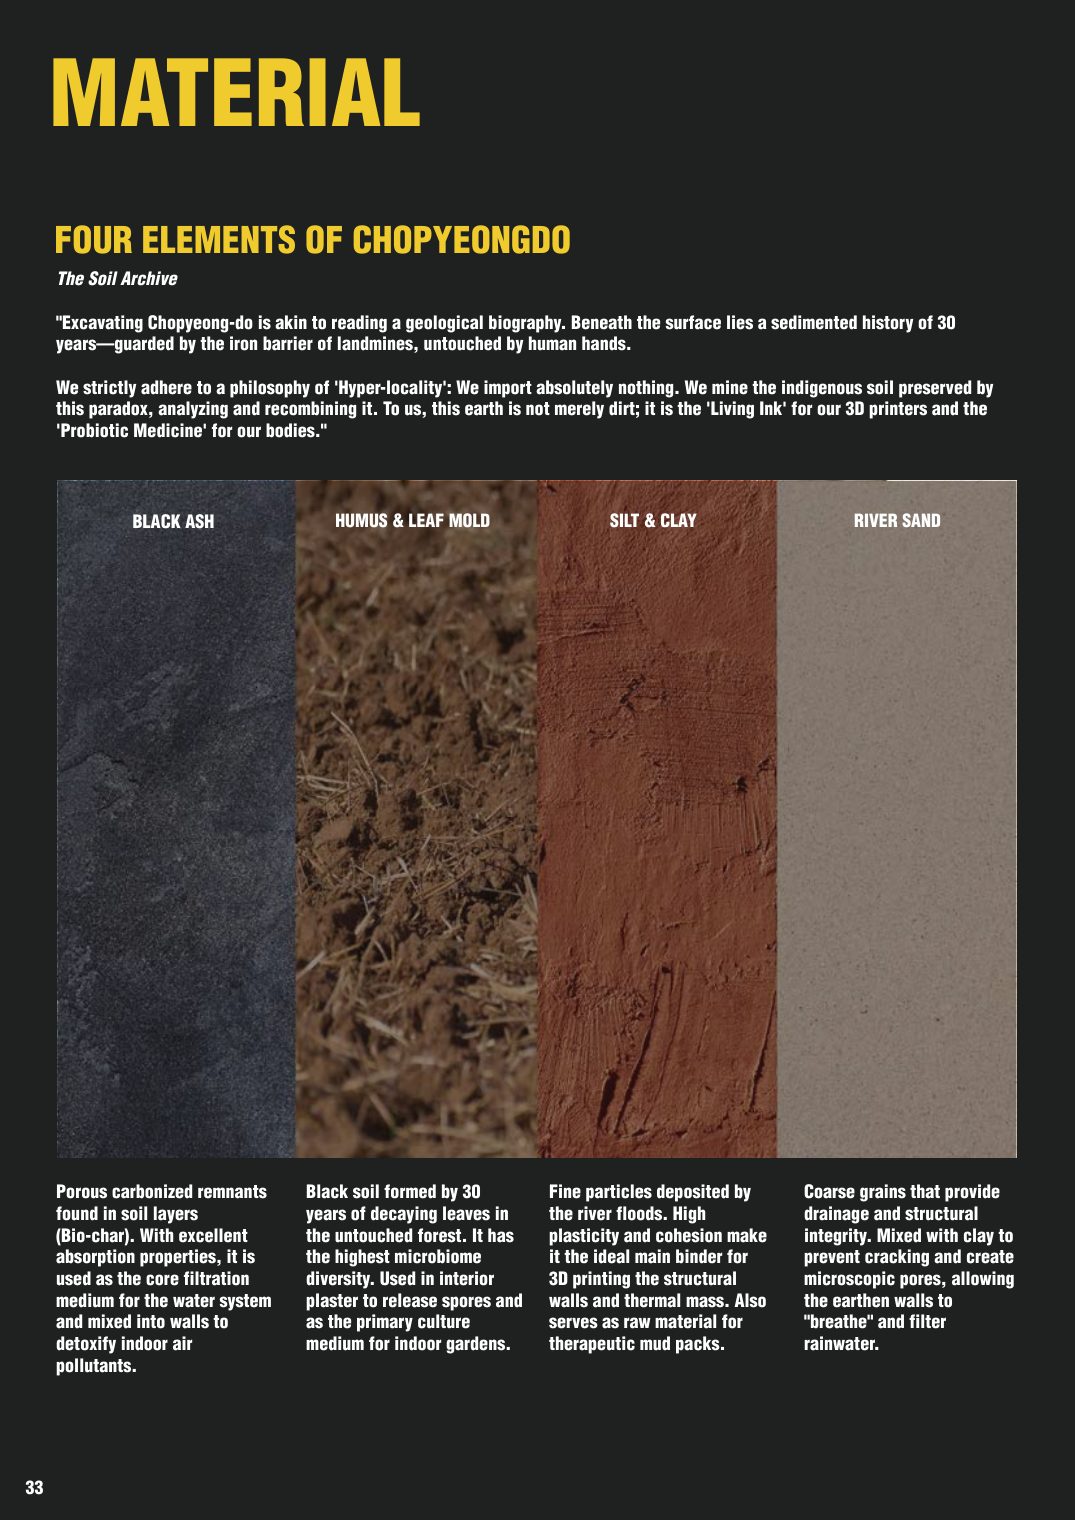 MATERIAL
FOUR ELEMENTS OF CHOPYEONGDO
The Soil Archive
"Excavating Chopyeong-do is akin to reading a geological biography. Beneath the surface lies a sedimented history of 30
years—guarded by the iron barrier of landmines, untouched by human hands.
We strictly adhere to a philosophy of 'Hyper-locality': We import absolutely nothing. We mine the indigenous soil preserved by
this paradox, analyzing and recombining it. To us, this earth is not merely dirt; it is the 'Living Ink' for our 3D printers and the
'Probiotic Medicine' for our bodies."
BLACK ASH
HUMUS & LEAF MOLD
SILT & CLAY
RIVER SAND
Porous carbonized remnants
found in soil layers
(Bio-char). With excellent
absorption properties, it is
used as the core filtration
medium for the water system
and mixed into walls to
detoxify indoor air
pollutants.
Black soil formed by 30
years of decaying leaves in
the untouched forest. It has
the highest microbiome
diversity. Used in interior
plaster to release spores and
as the primary culture
medium for indoor gardens.
Fine particles deposited by
the river floods. High
plasticity and cohesion make
it the ideal main binder for
3D printing the structural
walls and thermal mass. Also
serves as raw material for
therapeutic mud packs.
Coarse grains that provide
drainage and structural
integrity. Mixed with clay to
prevent cracking and create
microscopic pores, allowing
the earthen walls to
"breathe" and filter
rainwater.
33